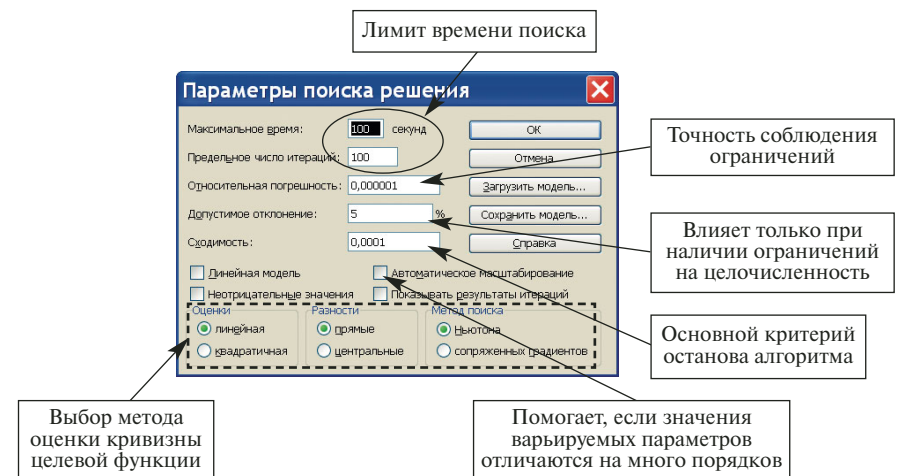 Лимит времени поиска
Параметры поиска решения
Максимальное время: 100 секунд
ОК
Предельное число итераций: 100
Отмена
Относительная погрешность: 0,000001
Загрузить модель...
Допустимое отклонение: 5 %
Сохранить модель...
Сходимость: 0,0001
Справка
Линейная модель
Автоматическое масштабирование
Неотрицательные значения
Показывать результаты итераций
Оценки
линейная
квадратичная
Разности
прямые
центральные
Метод поиска
Ньютона
сопряженных градиентов
Точность соблюдения
ограничений
Влияет только при
наличии ограничений
на целочисленность
Основной критерий
останова алгоритма
Выбор метода
оценки кривизны
целевой функции
Помогает, если значения
варьируемых параметров
отличаются на много порядков